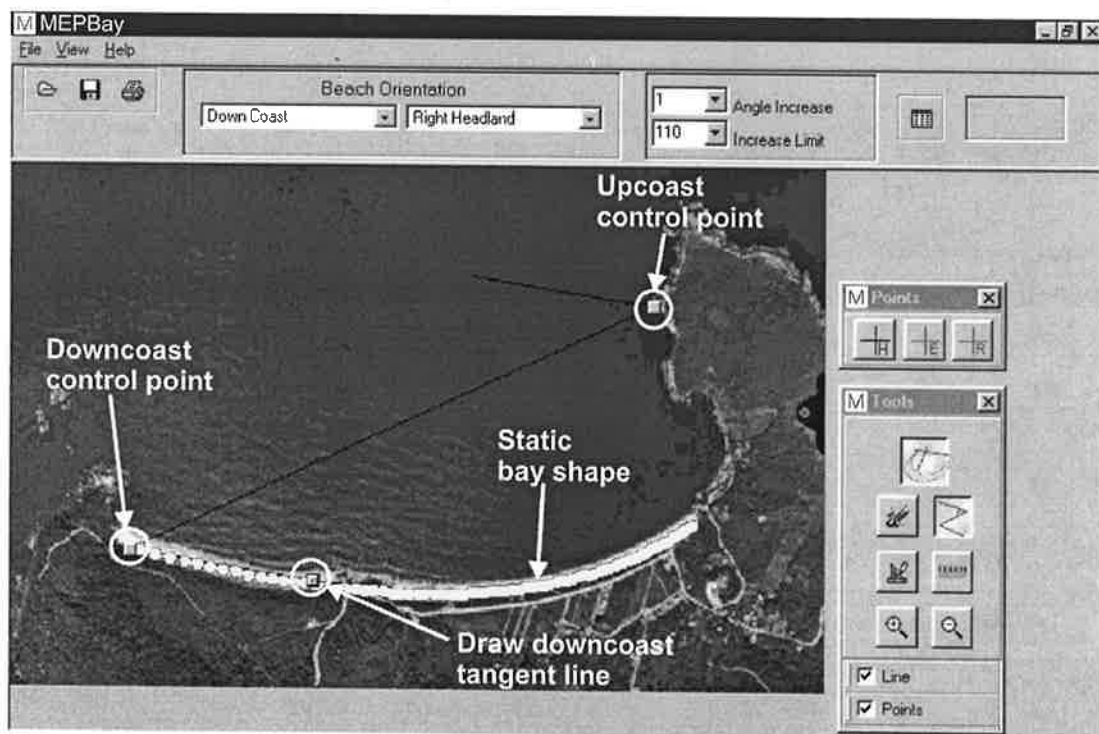 M MEPBay
File View Help
Beach Orientation
Down Coast
Right Headland
1
Angle Increase
110
Increase Limit
Upcoast
control point
M Points
H E R
Downcoast
control point
M Tools
Static
bay shape
Draw downcoast
tangent line
Line
Points